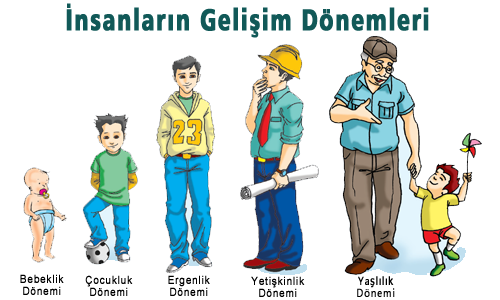 İnsanların Gelişim Dönemleri
23
Bebeklik
Dönemi
Çocukluk
Dönemi
Ergenlik
Dönemi
Yetişkinlik
Dönemi
Yaşlılık
Dönemi